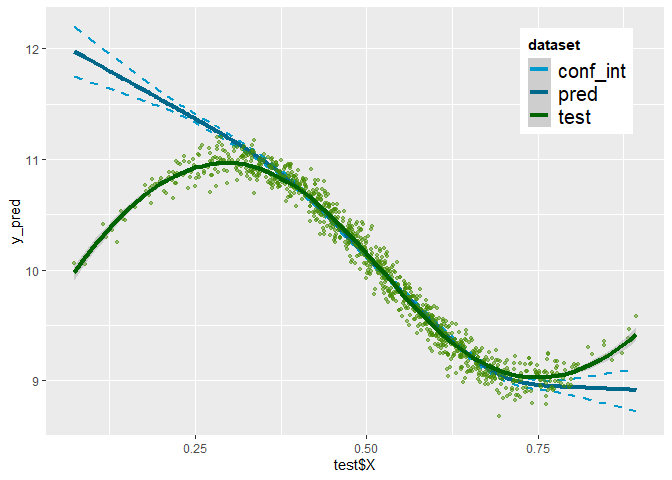 dataset
conf_int
pred
test
12
11
10
9
y_pred
0.25 0.50 0.75
test$X